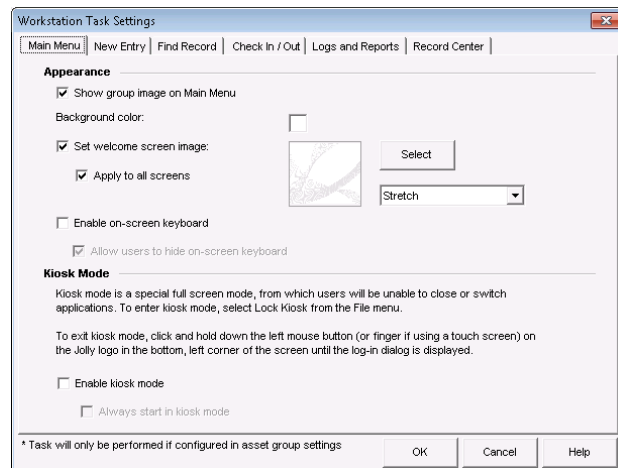 Workstation Task Settings
Main Menu New Entry Find Record Check In / Out Logs and Reports Record Center
Appearance
Show group image on Main Menu
Background color:
Set welcome screen image:
Select
Apply to all screens
Stretch
Enable on-screen keyboard
Allow users to hide on-screen keyboard
Kiosk Mode
Kiosk mode is a special full screen mode, from which users will be unable to close or switch
applications. To enter kiosk mode, select Lock Kiosk from the File menu.
To exit kiosk mode, click and hold down the left mouse button (or finger if using a touch screen) on
the Jolly logo in the bottom, left corner of the screen until the log-in dialog is displayed.
Enable kiosk mode
Always start in kiosk mode
* Task will only be performed if configured in asset group settings
OK Cancel Help